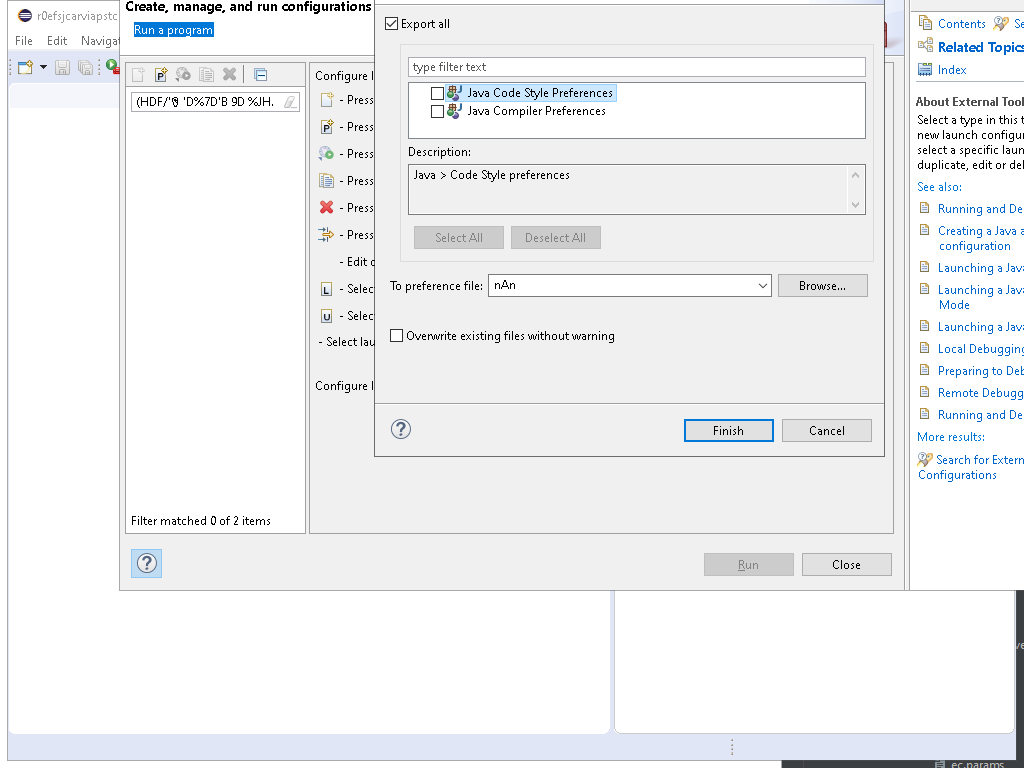 r0efsjcarviapstc
File Edit Navigat
Create, manage, and run configurations
Run a program
Filter matched 0 of 2 items
Configure l
- Press
- Press
- Press
- Press
- Press
- Press
- Edit
- Selec
- Selec
- Select lau
Configure l
Export all
type filter text
Java Code Style Preferences
Java Compiler Preferences
Description:
Java > Code Style preferences
Select All
Deselect All
To preference file:
nAn
Browse...
Overwrite existing files without warning
Finish
Cancel
Run
Close
Contents
Se
Related Topics
Index
About External Tool
Select a type in this t
new launch configur
select a specific laun
duplicate, edit or del
See also:
Running and De
Creating a Java a
configuration
Launching a Java
Launching a Java
Mode
Launching a Java
Local Debugging
Preparing to Deb
Remote Debugg
Running and De
More results:
Search for Extern
Configurations
ec.params